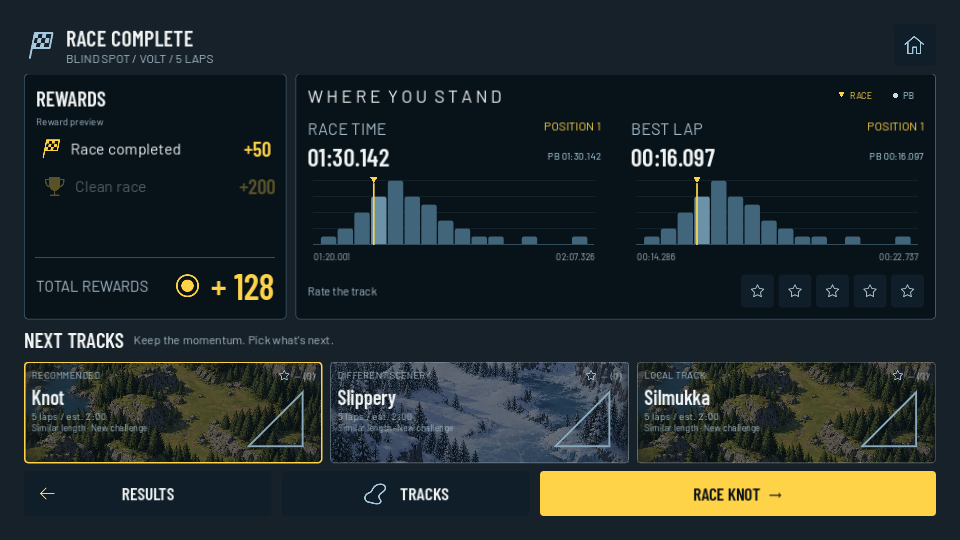 RACE COMPLETE
BLINDSPOT / VOLT / 5 LAPS
REWARDS
Reward preview
Race completed +50
Clean race +200
TOTAL REWARDS + 128
WHERE YOU STAND
RACE PB
RACE TIME POSITION 1
01:30.142 PB 01:30.142
01:20.001 02:07.326
BEST LAP POSITION 1
00:16.097 PB 00:16.097
00:14.286 00:22.737
Rate the track
NEXT TRACKS Keep the momentum. Pick what's next.
RECOMMENDED – (0)
Knot
5 laps / est. 2:00
Similar length · New challenge
DIFFERENT SCENERY – (0)
Slippery
5 laps / est. 2:00
Similar length · New challenge
LOCAL TRACK – (0)
Silmukka
5 laps / est. 2:00
Similar length · New challenge
← RESULTS
TRACKS
RACE KNOT →